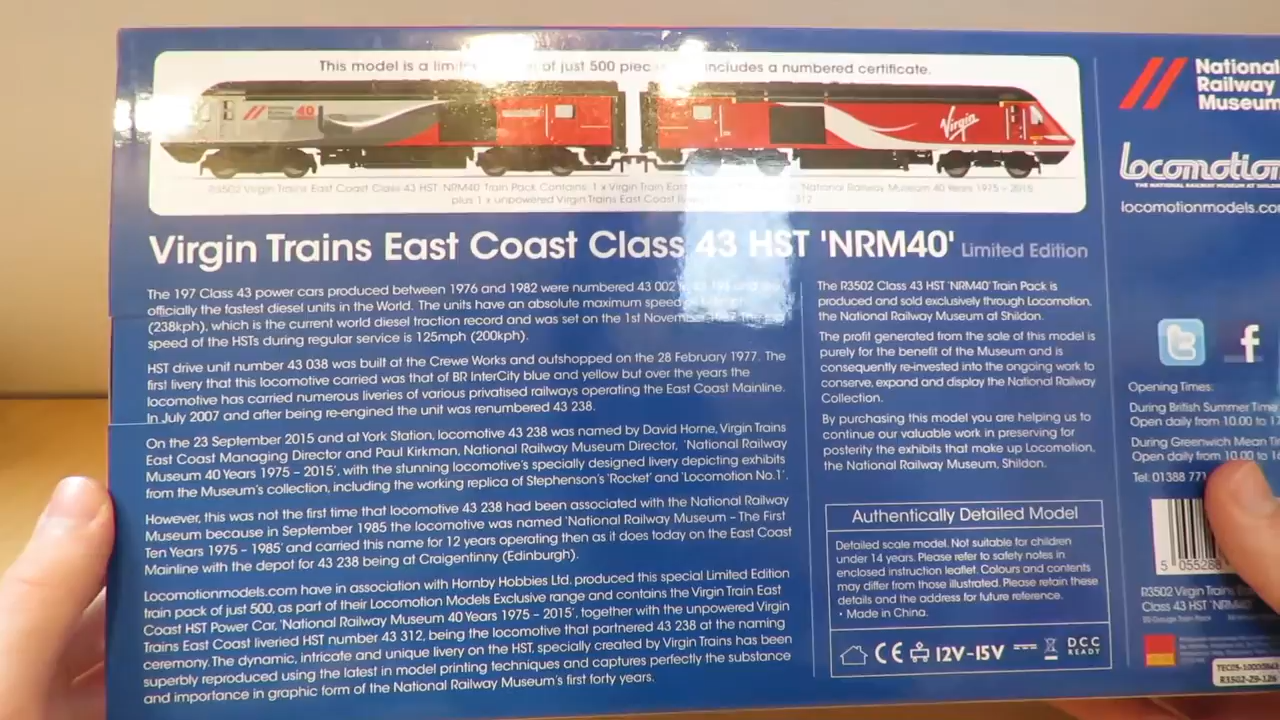 This model is a of just 500 includes a numbered certificate.
40
Virgin
R3502 Virgin Trains East Coast Class 43 HST NRM40 Train Pack Contains: 1 x Virgin Train East National Railway Museum 40 Years 1975 - 2015
plus 1 x unpowered Virgin Trains East Coast
Virgin Trains East Coast Class 43 HST 'NRM40' Limited Edition
The 197 Class 43 power cars produced between 1976 and 1982 were numbered 43 002
officially the fastest diesel units in the World. The units have an absolute maximum speed
(238kph), which is the current world diesel traction record and was set on the 1st
speed of the HSTs during regular service is 125mph (200kph).
HST drive unit number 43 038 was built at the Crewe Works and outshopped on the 28 February 1977. The
first livery that this locomotive carried was that of BR InterCity blue and yellow but over the years the
locomotive has carried numerous liveries of various privatised railways operating the East Coast Mainline.
In July 2007 and after being re-engined the unit was renumbered 43 238.
On the 23 September 2015 and at York Station, locomotive 43 238 was named by David Horne, Virgin Trains
East Coast Managing Director and Paul Kirkman, National Railway Museum Director, 'National Railway
Museum 40 Years 1975 – 2015', with the stunning locomotive's specially designed livery depicting exhibits
from the Museum's collection, including the working replica of Stephenson's 'Rocket' and 'Locomotion No.1'.
However, this was not the first time that locomotive 43 238 had been associated with the National Railway
Museum because in September 1985 the locomotive was named 'National Railway Museum – The First
Ten Years 1975 – 1985' and carried this name for 12 years operating then as it does today on the East Coast
Mainline with the depot for 43 238 being at Craigentinny (Edinburgh).
Locomotionmodels.com have in association with Hornby Hobbies Ltd. produced this special Limited Edition
train pack of just 500, as part of their Locomotion Models Exclusive range and contains the Virgin Train East
Coast HST Power Car, 'National Railway Museum 40 Years 1975 – 2015', together with the unpowered Virgin
Trains East Coast liveried HST number 43 312, being the locomotive that partnered 43 238 at the naming
ceremony. The dynamic, intricate and unique livery on the HST, specially created by Virgin Trains has been
superbly reproduced using the latest in model printing techniques and captures perfectly the substance
and importance in graphic form of the National Railway Museum's first forty years.
The R3502 Class 43 HST 'NRM40' Train Pack is
produced and sold exclusively through Locomotion,
the National Railway Museum at Shildon.
The profit generated from the sale of this model is
purely for the benefit of the Museum and is
consequently re-invested into the ongoing work to
conserve, expand and display the National Railway
Collection.
By purchasing this model you are helping us to
continue our valuable work in preserving for
posterity the exhibits that make up Locomotion,
the National Railway Museum, Shildon.
Authentically Detailed Model
Detailed scale model. Not suitable for children
under 14 years. Please refer to safety notes in
enclosed instruction leaflet. Colours and contents
may differ from those illustrated. Please retain these
details and the address for future reference.
• Made in China.
CE 12V-15V DCC
READY
National
Railway
Museum
locomotion
THE NATIONAL RAILWAY MUSEUM AT
locomotionmodels.co
Opening Times:
During British Summer Time
Open daily from 10.00 to
During Greenwich Mean
Open daily from 10.00 to
Tel: 01388 771
5 055288
R3502 Virgin Trains
Class 43 HST 'NRM40'